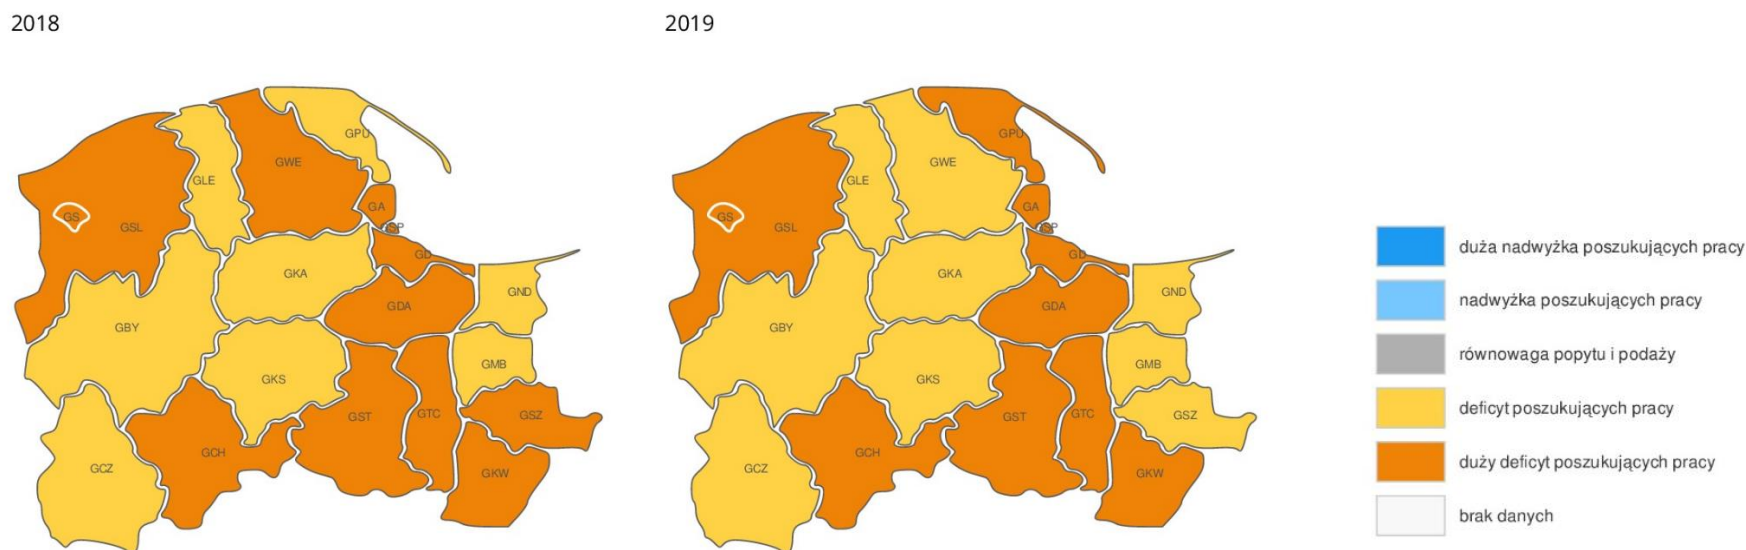 2018
2019
GPU
GWE
GLE
GA
GS
GSL
GSP
GD
GKA
GND
GDA
GBY
GMB
GKS
GST
GTC
GSZ
GCH
GCZ
GKW
GPU
GWE
GLE
GA
GS
GSL
GSP
GD
GKA
GND
GDA
GBY
GMB
GKS
GST
GTC
GSZ
GCH
GCZ
GKW
duża nadwyżka poszukujących pracy
nadwyżka poszukujących pracy
równowaga popytu i podaży
deficyt poszukujących pracy
duży deficyt poszukujących pracy
brak danych